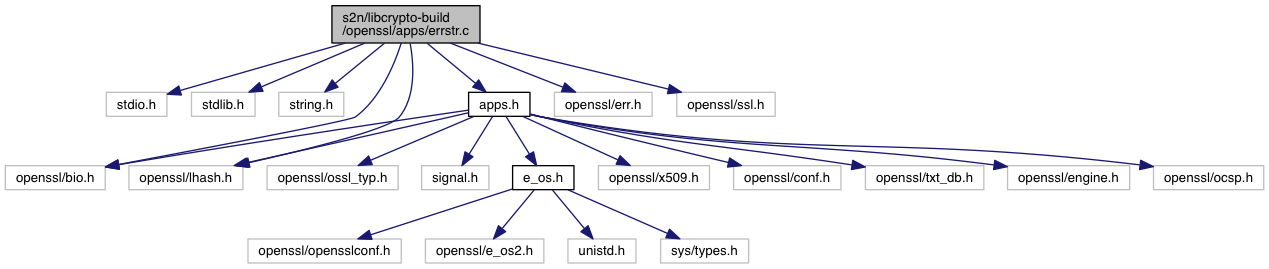 s2n/libcrypto-build
/openssl/apps/errstr.c
stdio.h
stdlib.h
string.h
apps.h
openssl/err.h
openssl/ssl.h
openssl/bio.h
openssl/lhash.h
openssl/ossl_typ.h
signal.h
e_os.h
openssl/x509.h
openssl/conf.h
openssl/txt_db.h
openssl/engine.h
openssl/ocsp.h
openssl/opensslconf.h
openssl/e_os2.h
unistd.h
sys/types.h